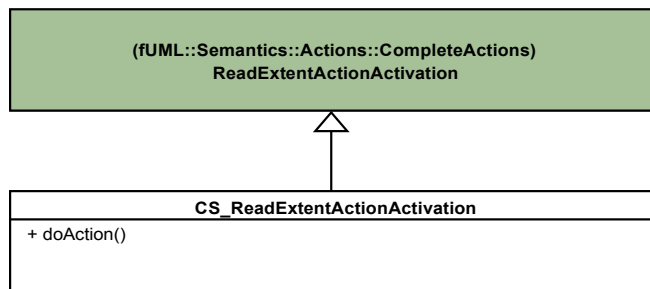 (fUML::Semantics::Actions::CompleteActions)
ReadExtentActionActivation
CS_ReadExtentActionActivation
+ doAction()